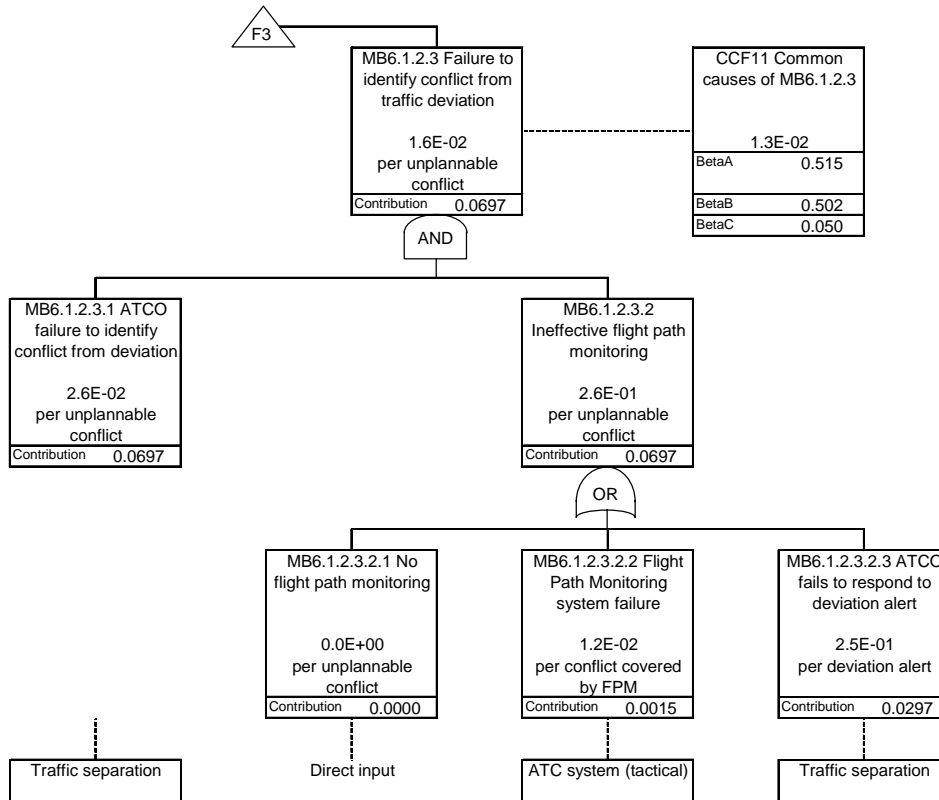 F3
MB6.1.2.3 Failure to
identify conflict from
traffic deviation
1.6E-02
per unplannable
conflict
Contribution 0.0697
CCF11 Common
causes of MB6.1.2.3
1.3E-02
BetaA 0.515
BetaB 0.502
BetaC 0.050
AND
MB6.1.2.3.1 ATCO
failure to identify
conflict from deviation
2.6E-02
per unplannable
conflict
Contribution 0.0697
MB6.1.2.3.2
Ineffective flight path
monitoring
2.6E-01
per unplannable
conflict
Contribution 0.0697
OR
MB6.1.2.3.2.1 No
flight path monitoring
0.0E+00
per unplannable
conflict
Contribution 0.0000
MB6.1.2.3.2.2 Flight
Path Monitoring
system failure
1.2E-02
per conflict covered
by FPM
Contribution 0.0015
MB6.1.2.3.2.3 ATCO
fails to respond to
deviation alert
2.5E-01
per deviation alert
Contribution 0.0297
Traffic separation
Direct input
ATC system (tactical)
Traffic separation